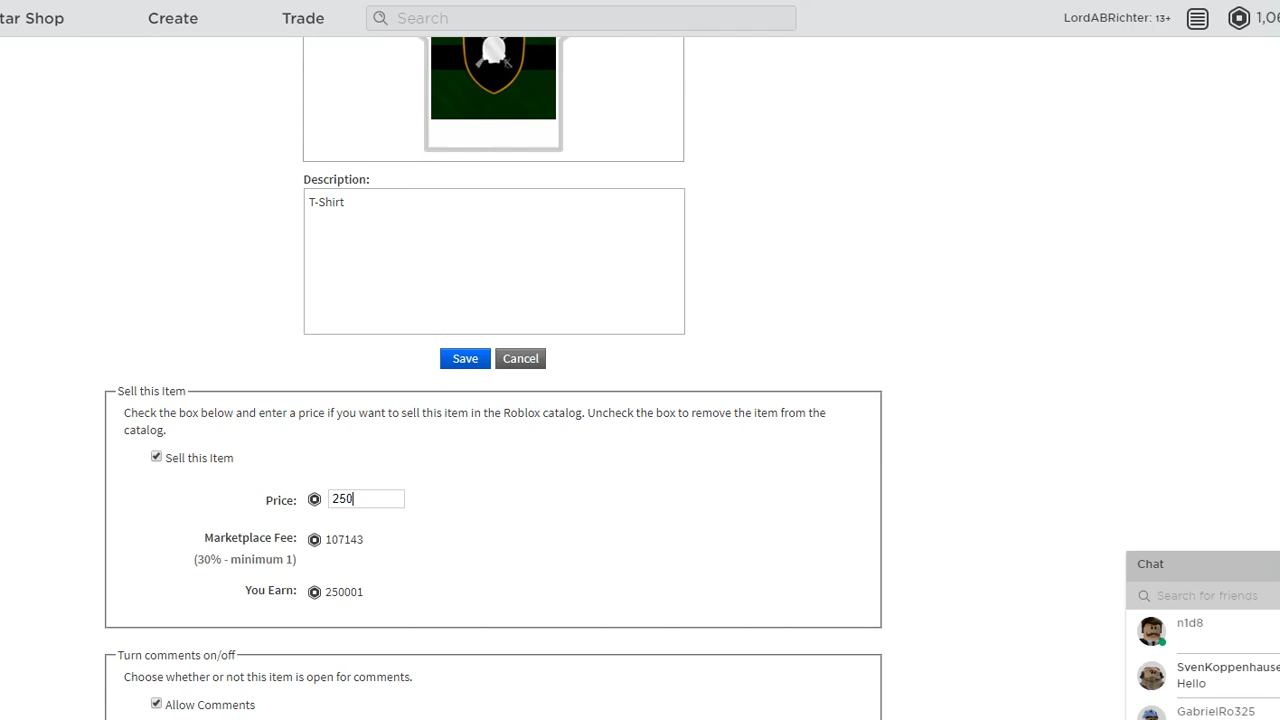 tar Shop Create Trade Search LordABRichter: 13+ 1,06
Description:
T-Shirt
Save Cancel
Sell this Item
Check the box below and enter a price if you want to sell this item in the Roblox catalog. Uncheck the box to remove the item from the
catalog.
Sell this Item
Price: 250
Marketplace Fee: 107143
(30% - minimum 1)
You Earn: 250001
Turn comments on/off
Choose whether or not this item is open for comments.
Allow Comments
Chat
Search for friends
n1d8
SvenKoppenhause
Hello
GabrielRo325